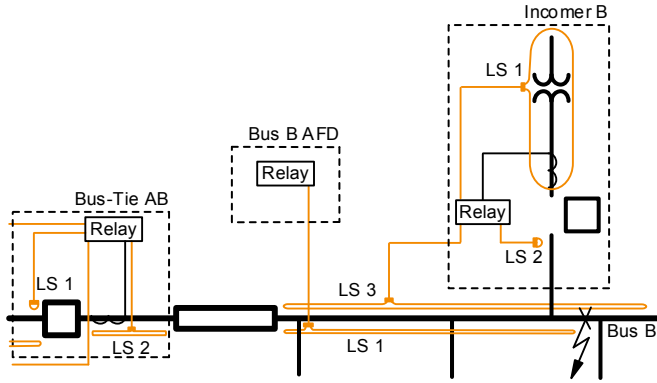 Incomer B
LS 1
Bus B AFD
Relay
Bus-Tie AB
Relay
Relay
LS 2
LS 1
LS 3
LS 2
LS 1
Bus B